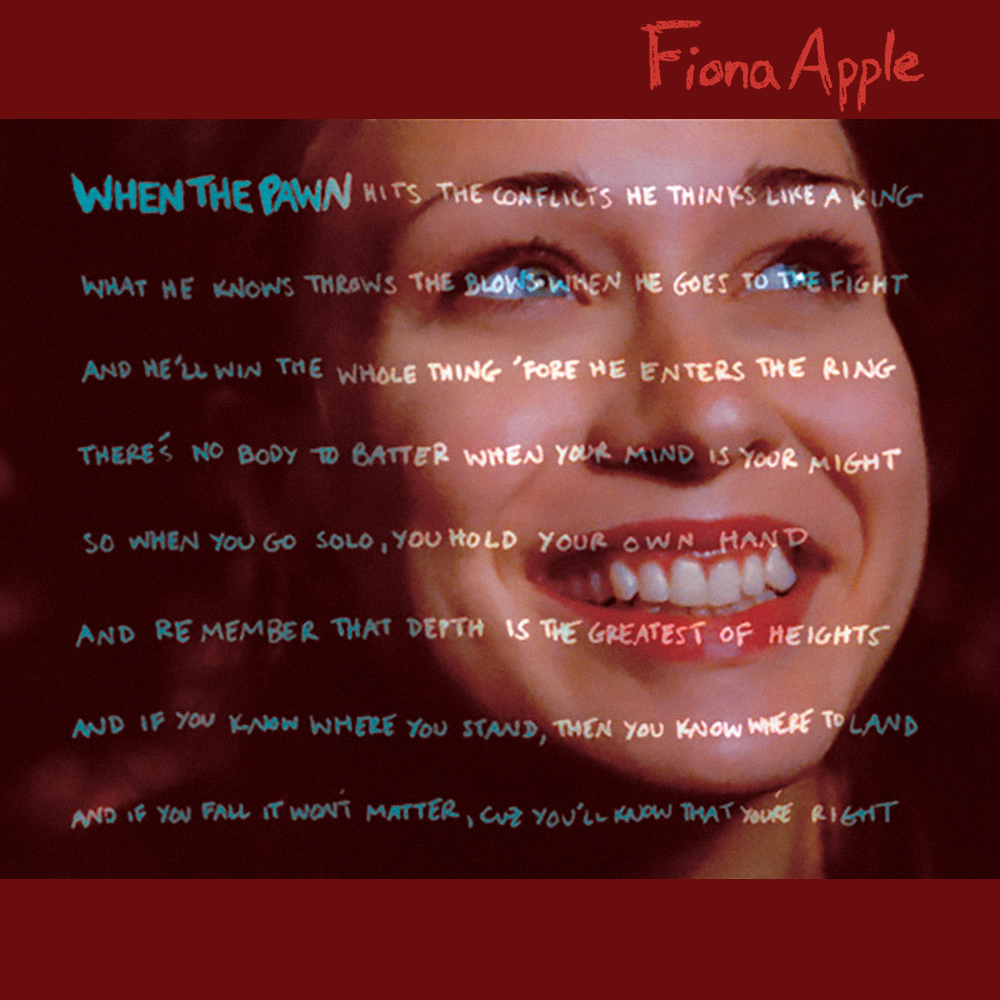 Fiona Apple
WHEN THE PAWN HITS THE CONFLICTS HE THINKS LIKE A KING
WHAT HE KNOWS THROWS THE BLOWS WHEN HE GOES TO THE FIGHT
AND HE'LL WIN THE WHOLE THING 'FORE HE ENTERS THE RING
THERE'S NO BODY TO BATTER WHEN YOUR MIND IS YOUR MIGHT
SO WHEN YOU GO SOLO, YOU HOLD YOUR OWN HAND
AND REMEMBER THAT DEPTH IS THE GREATEST OF HEIGHTS
AND IF YOU KNOW WHERE YOU STAND, THEN YOU KNOW WHERE TO LAND
AND IF YOU FALL IT WON'T MATTER, CUZ YOU'LL KNOW THAT YOU'RE RIGHT